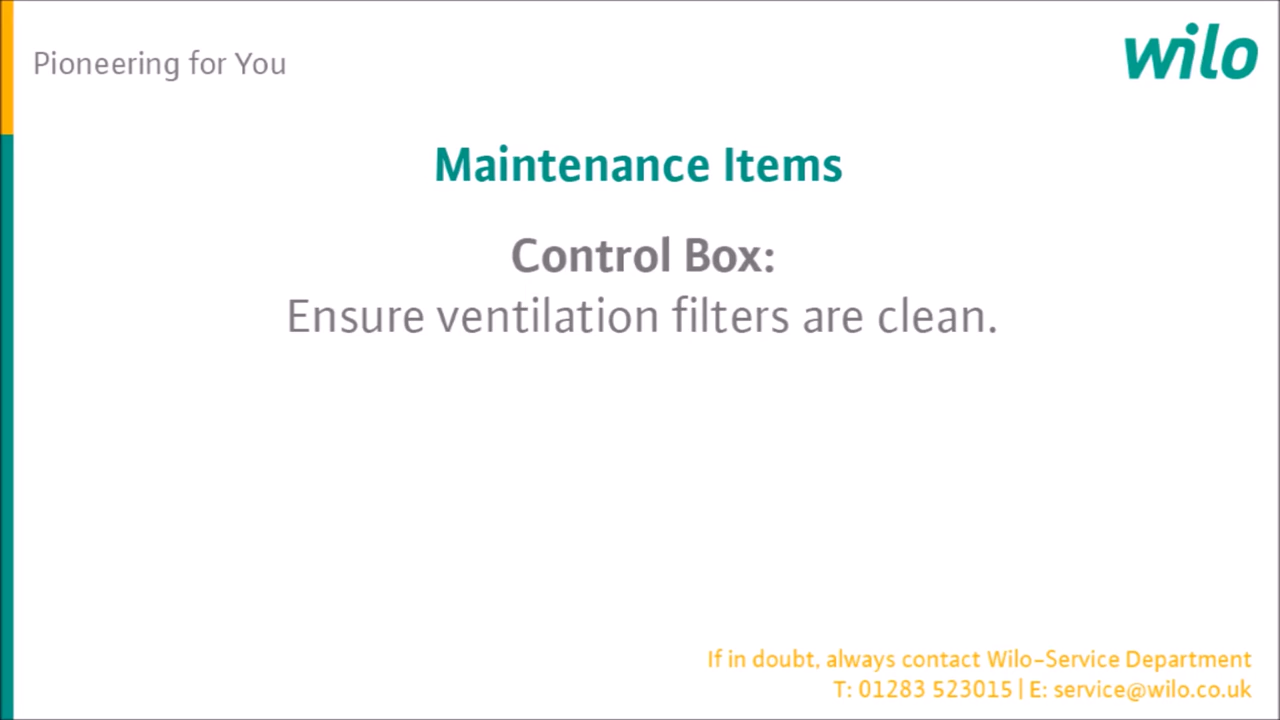 Pioneering for You
wilo
Maintenance Items
Control Box:
Ensure ventilation filters are clean.
If in doubt, always contact Wilo-Service Department
T: 01283 523015 | E: service@wilo.co.uk